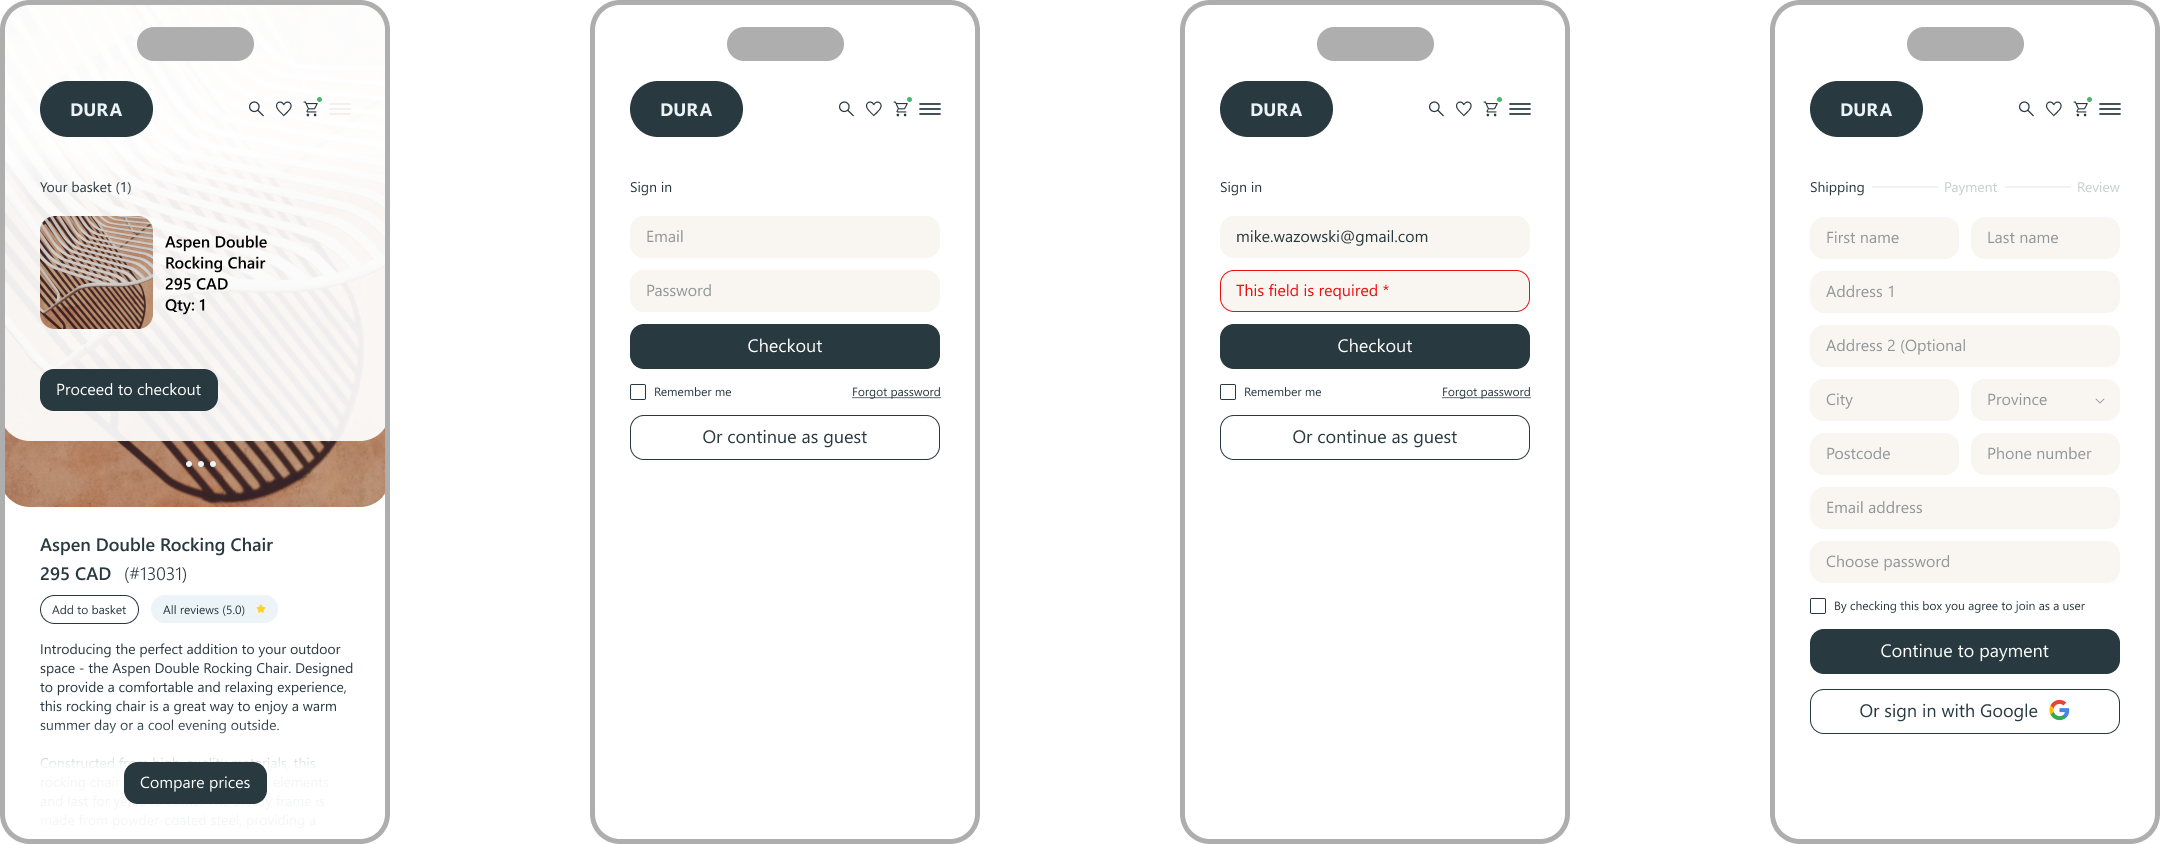 DURA
Your basket (1)
Aspen Double
Rocking Chair
295 CAD
Qty: 1
Proceed to checkout
Aspen Double Rocking Chair
295 CAD (#13031)
Add to basket
All reviews (5.0)
Introducing the perfect addition to your outdoor
space - the Aspen Double Rocking Chair. Designed
to provide a comfortable and relaxing experience,
this rocking chair is a great way to enjoy a warm
summer day or a cool evening outside.
Constructed from high-quality materials, this
rocking chair elements
and last for frame is
made from powder-coated steel, providing a
Compare prices
DURA
Sign in
Email
Password
Checkout
Remember me
Forgot password
Or continue as guest
DURA
Sign in
mike.wazowski@gmail.com
This field is required *
Checkout
Remember me
Forgot password
Or continue as guest
DURA
Shipping
Payment
Review
First name
Last name
Address 1
Address 2 (Optional
City
Province
Postcode
Phone number
Email address
Choose password
By checking this box you agree to join as a user
Continue to payment
Or sign in with Google